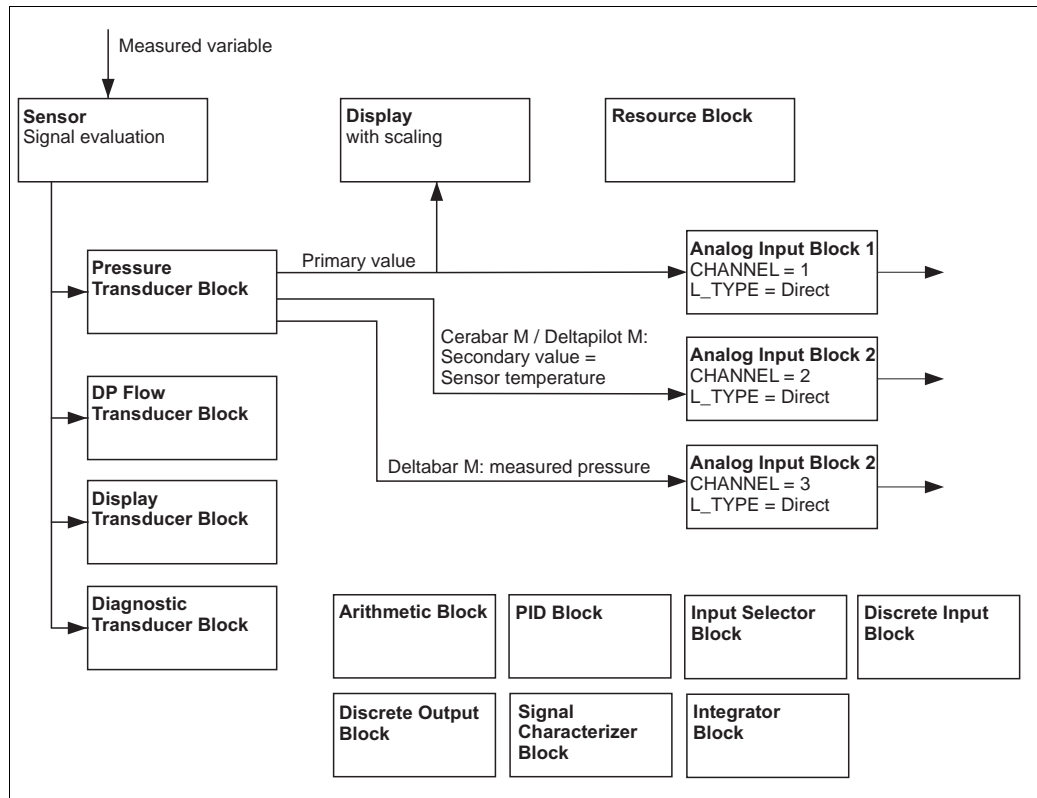 Measured variable
Sensor
Signal evaluation
Display
with scaling
Resource Block
Pressure
Transducer Block
Primary value
Analog Input Block 1
CHANNEL = 1
L_TYPE = Direct
Cerabar M / Deltapilot M:
Secondary value =
Sensor temperature
Analog Input Block 2
CHANNEL = 2
L_TYPE = Direct
DP Flow
Transducer Block
Deltabar M: measured pressure
Analog Input Block 2
CHANNEL = 3
L_TYPE = Direct
Display
Transducer Block
Diagnostic
Transducer Block
Arithmetic Block
PID Block
Input Selector
Block
Discrete Input
Block
Discrete Output
Block
Signal
Characterizer
Block
Integrator
Block